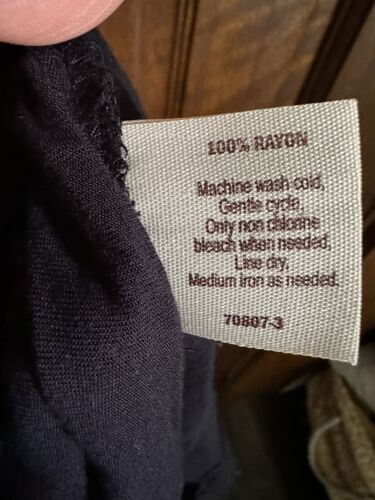 100% RAYON
Machine wash cold,
Gentle cycle,
Only non chlorine
bleach when needed,
Line dry,
Medium iron as needed.
70807-3